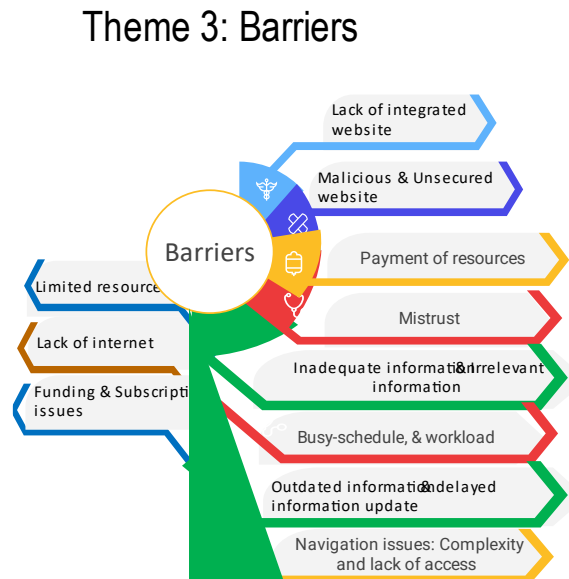 Theme 3: Barriers
Lack of integrated
website
Malicious & Unsecured
website
Barriers
Payment of resources
Limited resource
Mistrust
Lack of internet
Inadequate information & Irrelevant
information
Funding & Subscripti
issues
Busy-schedule, & workload
Outdated information & delayed
information update
Navigation issues: Complexity
and lack of access